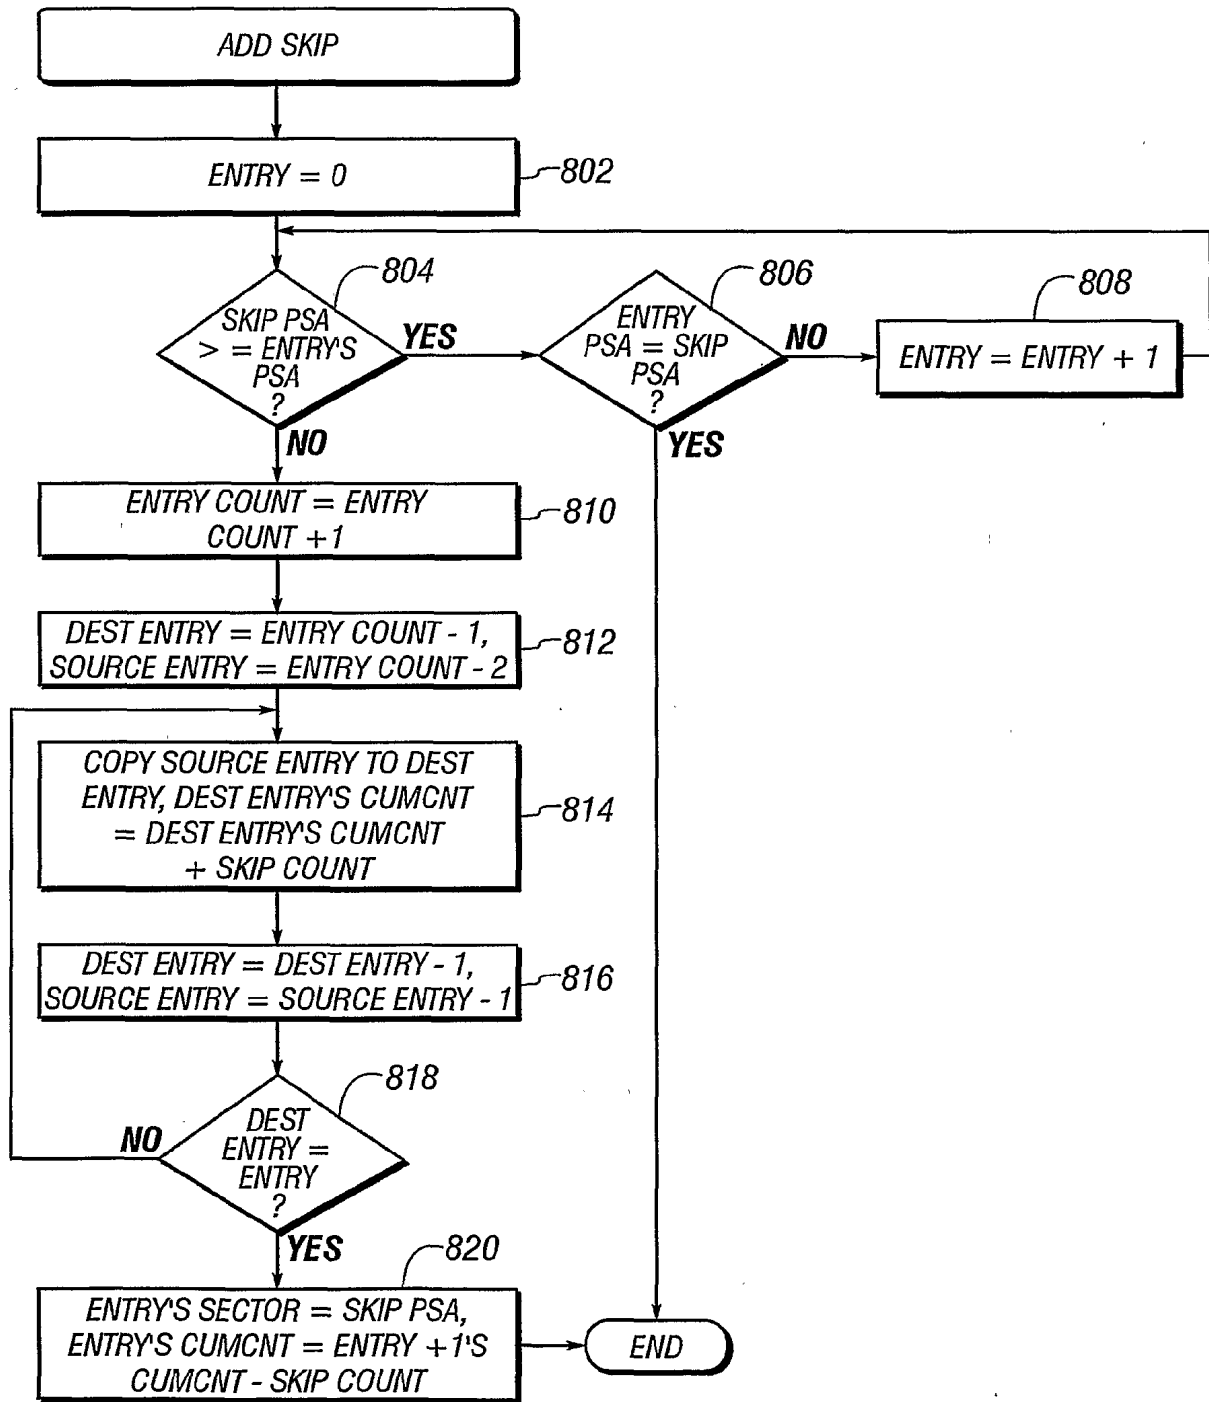 ADD SKIP
ENTRY = 0
802
804
SKIP PSA
> = ENTRY'S
PSA
?
YES
NO
806
ENTRY
PSA = SKIP
PSA
?
NO
YES
808
ENTRY = ENTRY + 1
ENTRY COUNT = ENTRY
COUNT +1
810
DEST ENTRY = ENTRY COUNT - 1,
SOURCE ENTRY = ENTRY COUNT - 2
812
COPY SOURCE ENTRY TO DEST
ENTRY, DEST ENTRY'S CUMCNT
= DEST ENTRY'S CUMCNT
+ SKIP COUNT
814
DEST ENTRY = DEST ENTRY - 1,
SOURCE ENTRY = SOURCE ENTRY - 1
816
818
DEST
ENTRY =
ENTRY
?
NO
YES
820
ENTRY'S SECTOR = SKIP PSA,
ENTRY'S CUMCNT = ENTRY +1'S
CUMCNT - SKIP COUNT
END